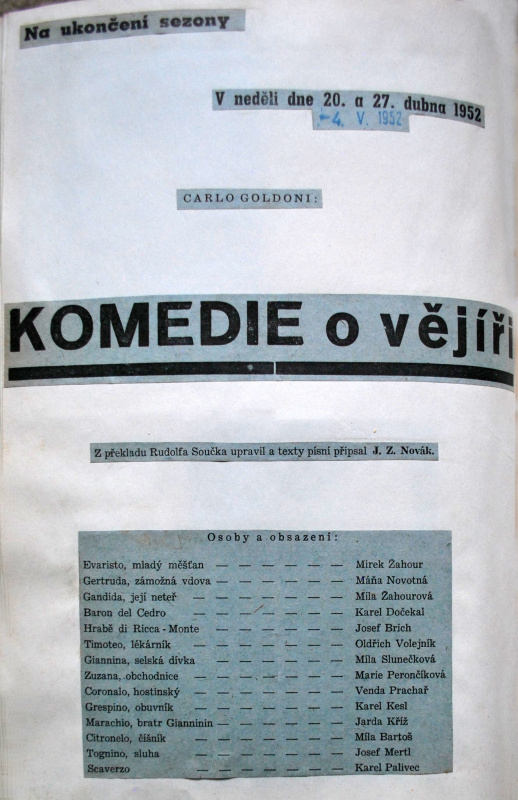 Na ukončení sezony
V neděli dne 20. a 27. dubna 1952
-4. V. 1952
CARLO GOLDONI:
KOMEDIE o vějíři
Z překladu Rudolfa Součka upravil a texty písní připsal J. Z. Novák.
Osoby a obsazení:
Evaristo, mladý měšťan — — — — — — Mirek Žahour
Gertruda, zámožná vdova — — — — — — Máňa Novotná
Gandida, její neteř — — — — — — — Míla Žahourová
Baron del Cedro — — — — — — — Karel Dočekal
Hrabě di Ricca-Monte — — — — — — Josef Brich
Timoteo, lékárník — — — — — — — Oldřich Volejník
Giannina, selská dívka — — — — — — Míla Slunečková
Zuzana, obchodnice — — — — — — — Marie Perončíková
Coronalo, hostinský — — — — — — — Venda Prachař
Grespino, obuvník — — — — — — — Karel Kesl
Marachio, bratr Gianninin — — — — — — Jarda Kříž
Citronelo, číšník — — — — — — — Míla Bartoš
Tognino, sluha — — — — — — — Josef Mertl
Scaverzo — — — — — — — Karel Palivec